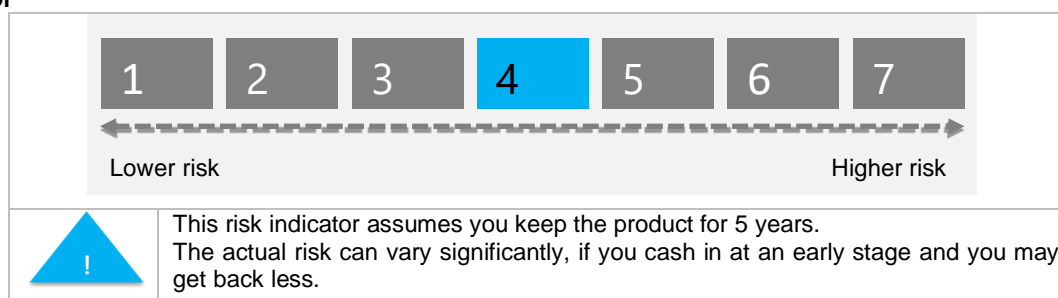 1 2 3 4 5 6 7
Lower risk Higher risk
This risk indicator assumes you keep the product for 5 years.
! The actual risk can vary significantly, if you cash in at an early stage and you may
get back less.